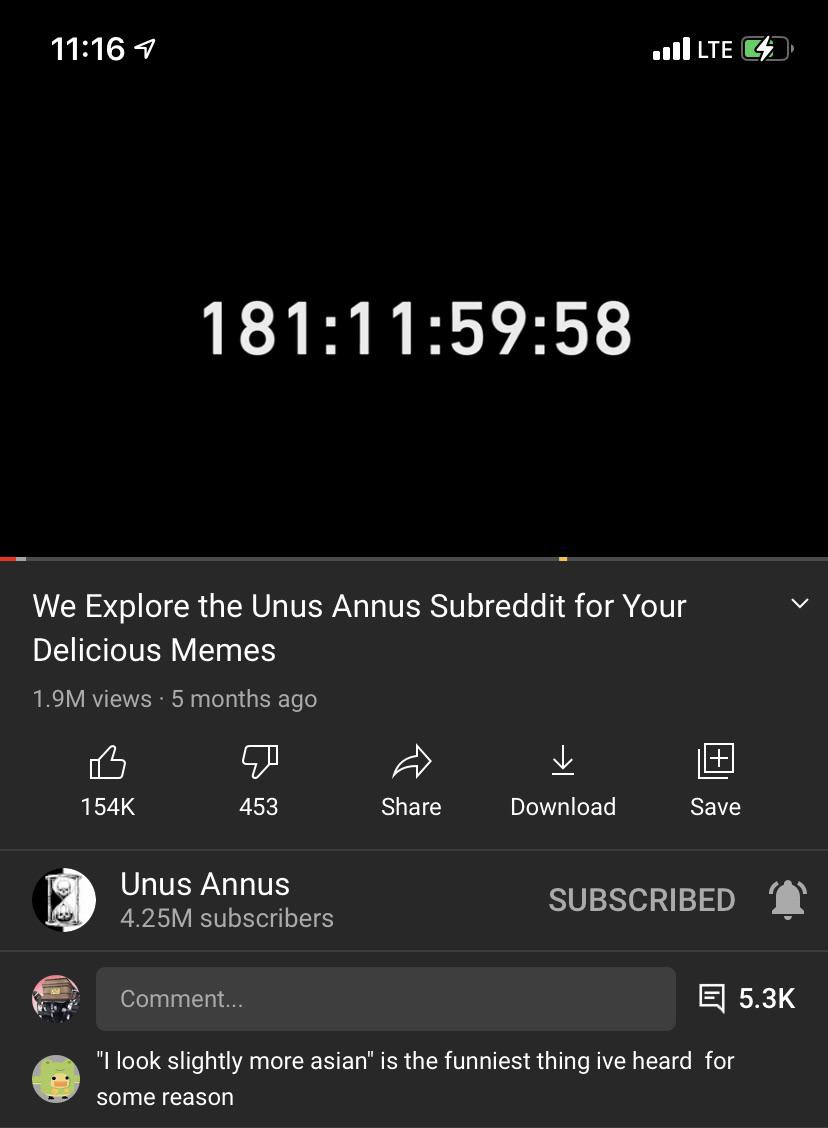 11:16 LTE
181:11:59:58
We Explore the Unus Annus Subreddit for Your
Delicious Memes
1.9M views · 5 months ago
154K 453 Share Download Save
Unus Annus
4.25M subscribers
SUBSCRIBED
Comment...
5.3K
"I look slightly more asian" is the funniest thing ive heard  for
some reason